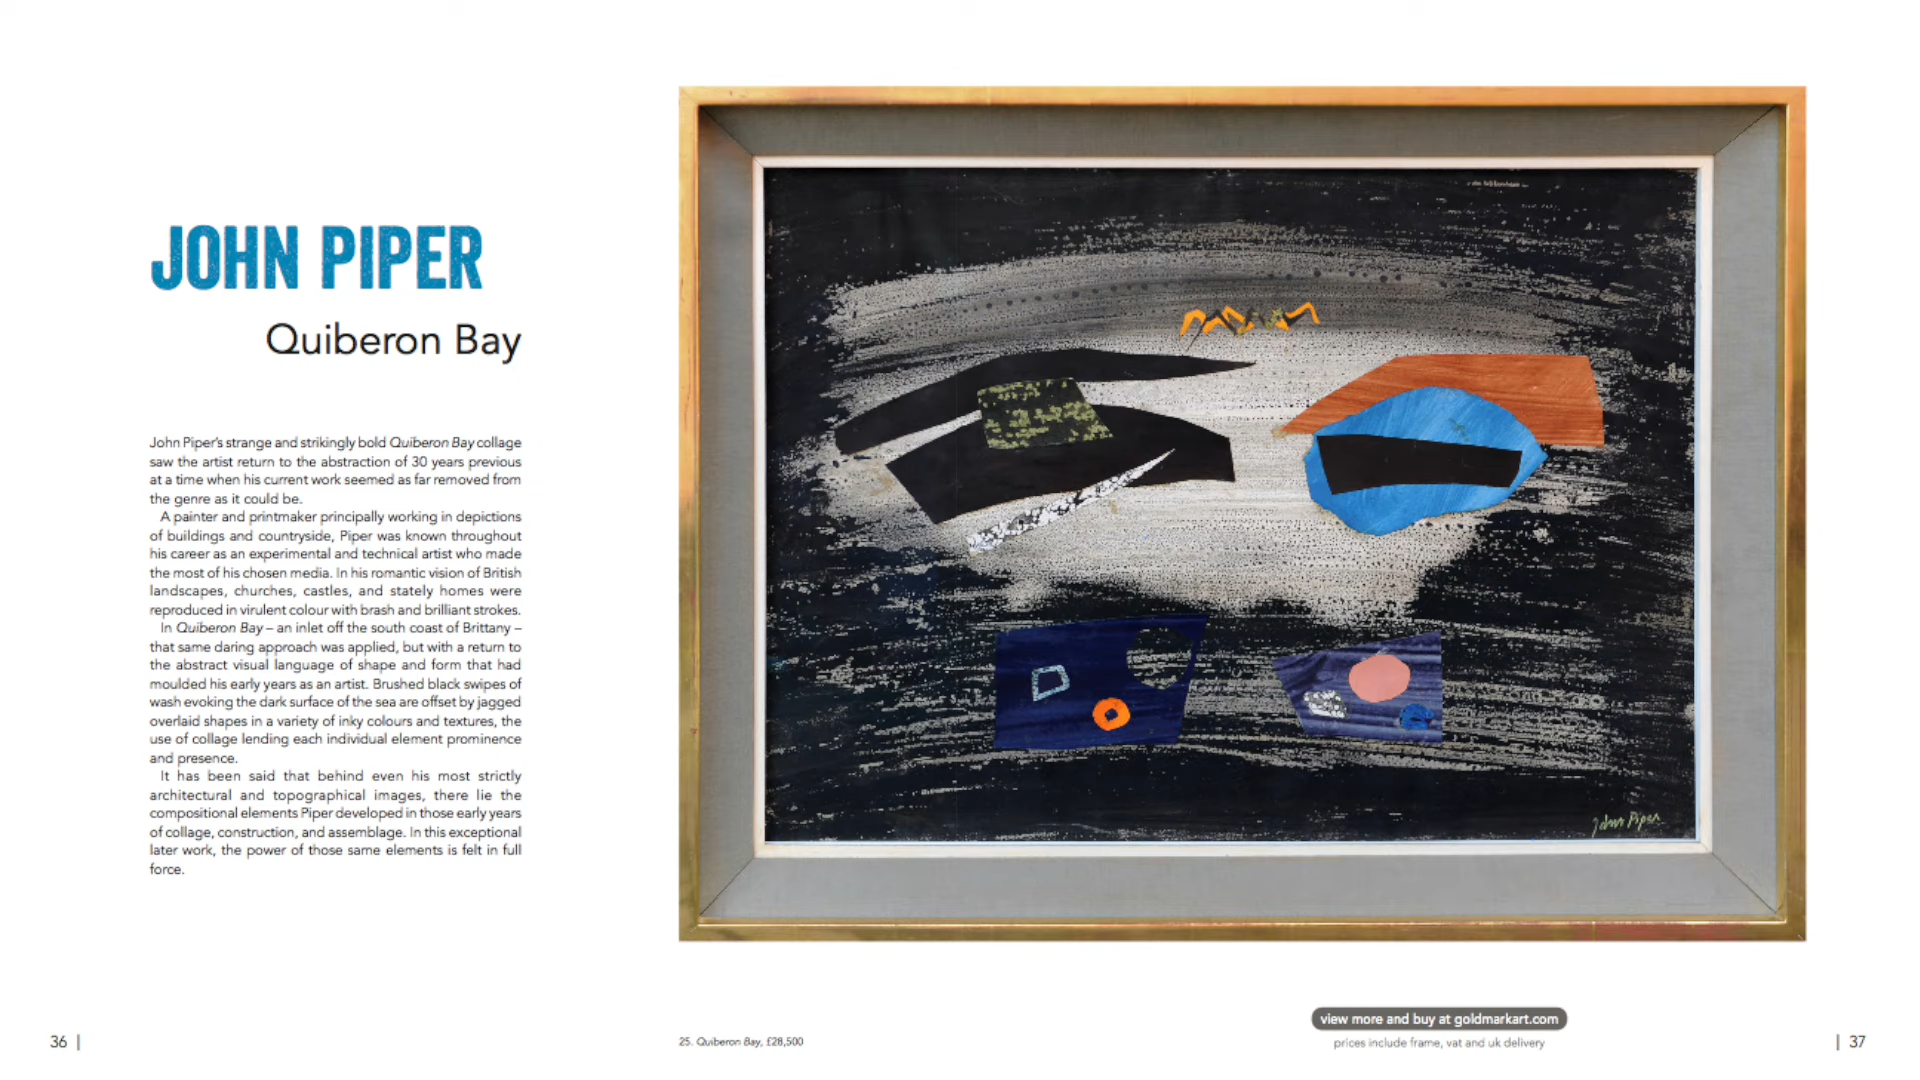 JOHN PIPER
Quiberon Bay
John Piper's strange and strikingly bold Quiberon Bay collage
saw the artist return to the abstraction of 30 years previous
at a time when his current work seemed as far removed from
the genre as it could be.
A painter and printmaker principally working in depictions
of buildings and countryside, Piper was known throughout
his career as an experimental and technical artist who made
the most of his chosen media. In his romantic vision of British
landscapes, churches, castles, and stately homes were
reproduced in virulent colour with brash and brilliant strokes.
In Quiberon Bay – an inlet off the south coast of Brittany –
that same daring approach was applied, but with a return to
the abstract visual language of shape and form that had
moulded his early years as an artist. Brushed black swipes of
wash evoking the dark surface of the sea are offset by jagged
overlaid shapes in a variety of inky colours and textures, the
use of collage lending each individual element prominence
and presence.
It has been said that behind even his most strictly
architectural and topographical images, there lie the
compositional elements Piper developed in those early years
of collage, construction, and assemblage. In this exceptional
later work, the power of those same elements is felt in full
force.
John Piper
36 |
25. Quiberon Bay, £28,500
view more and buy at goldmarkart.com
prices include frame, vat and uk delivery
| 37